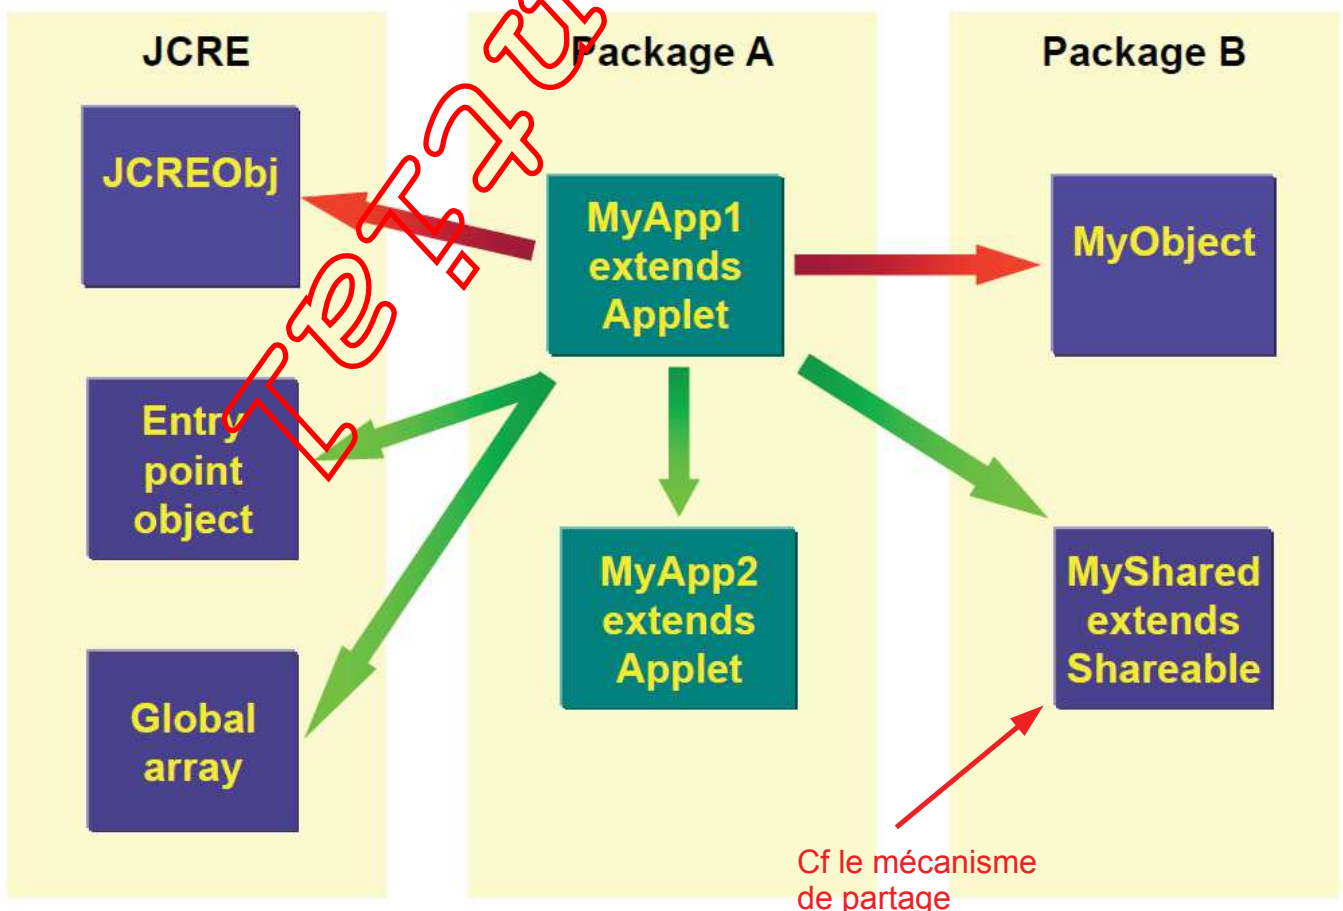 JCRE
Package A
Package B
JCREObj
MyApp1
extends
Applet
MyObject
Entry
point
object
MyApp2
extends
Applet
MyShared
extends
Shareable
Global
array
Cf le mécanisme
de partage